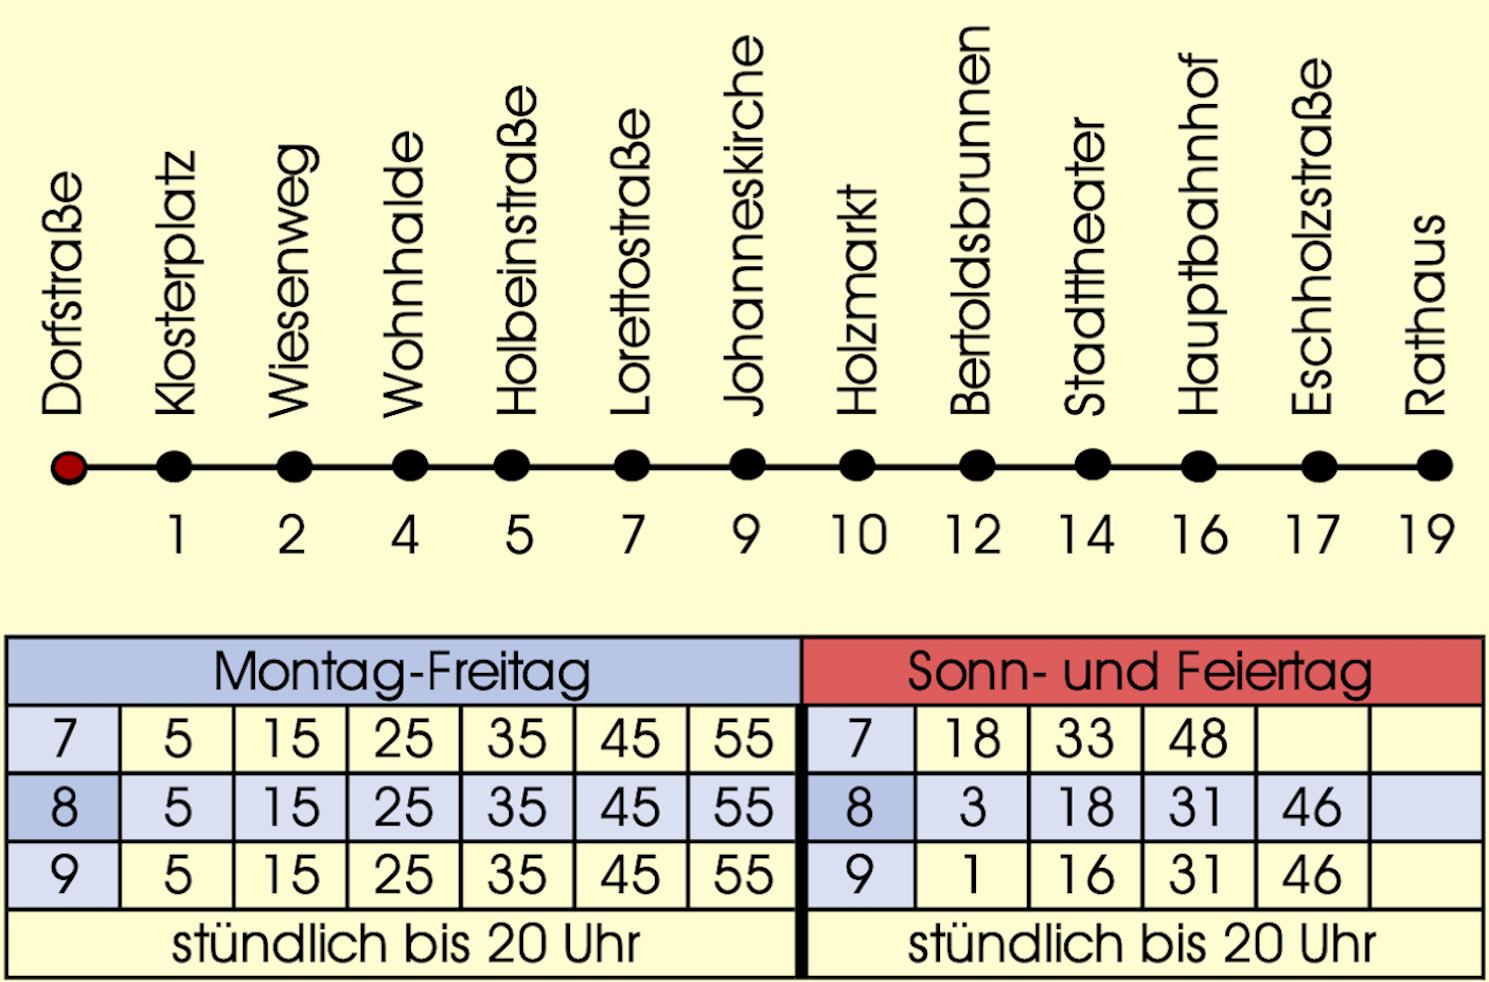 Dorfstraße
Klosterplatz
Wiesenweg
Wohnhalde
Holbeinstraße
Lorettostraße
Johanneskirche
Holzmarkt
Bertoldsbrunnen
Stadttheater
Hauptbahnhof
Eschholzstraße
Rathaus
1 2 4 5 7 9 10 12 14 16 17 19
Montag-Freitag Sonn- und Feiertag
7 5 15 25 35 45 55 7 18 33 48
8 5 15 25 35 45 55 8 3 18 31 46
9 5 15 25 35 45 55 9 1 16 31 46
stündlich bis 20 Uhr stündlich bis 20 Uhr